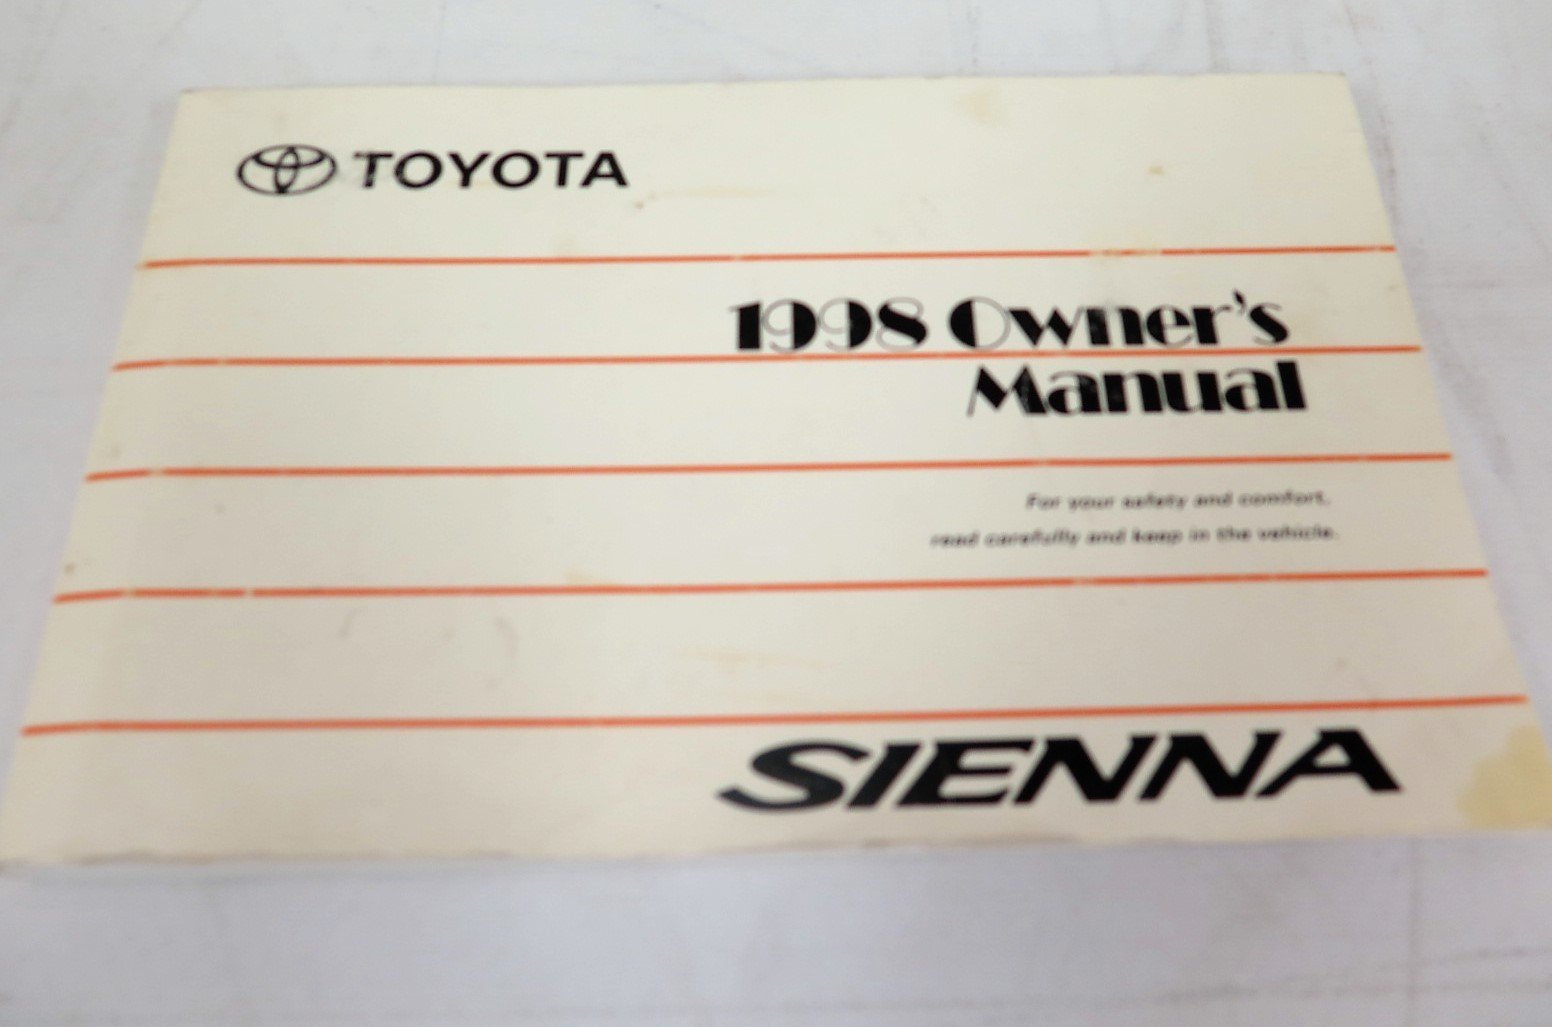 TOYOTA
1998 Owner's
Manual
For your safety and comfort,
read carefully and keep in the vehicle.
SIENNA